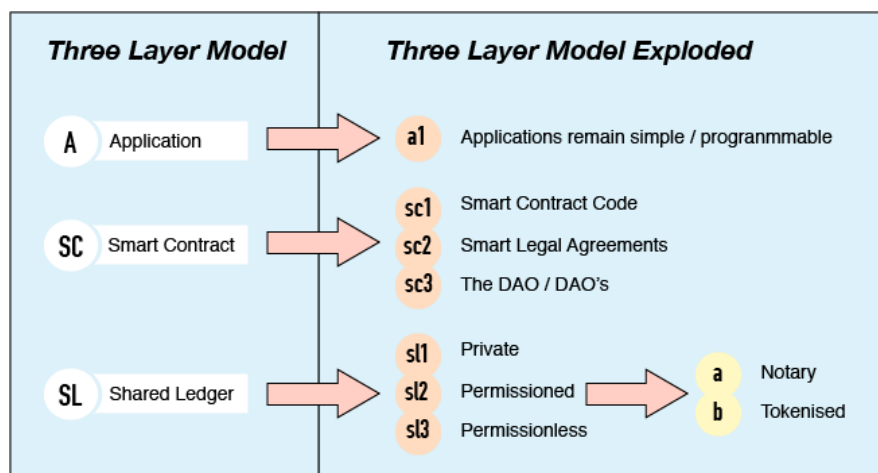 Three Layer Model
Three Layer Model Exploded
A Application
a1 Applications remain simple / progranmmable
SC Smart Contract
sc1 Smart Contract Code
sc2 Smart Legal Agreements
sc3 The DAO / DAO's
SL Shared Ledger
sl1 Private
sl2 Permissioned
sl3 Permissionless
a Notary
b Tokenised